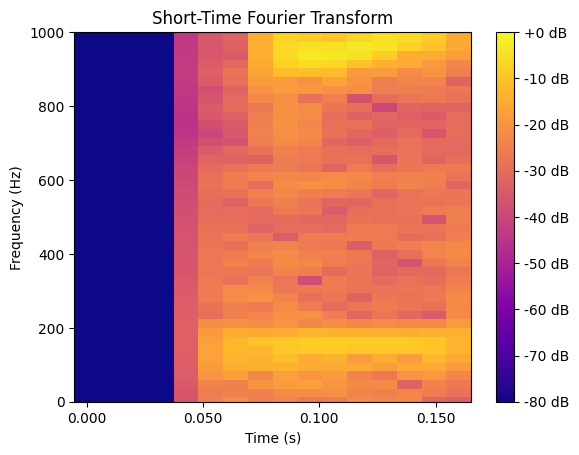 Short-Time Fourier Transform
1000
800
600
400
200
0
Frequency (Hz)
0.000
0.050
0.100
0.150
Time (s)
+0 dB
-10 dB
-20 dB
-30 dB
-40 dB
-50 dB
-60 dB
-70 dB
-80 dB